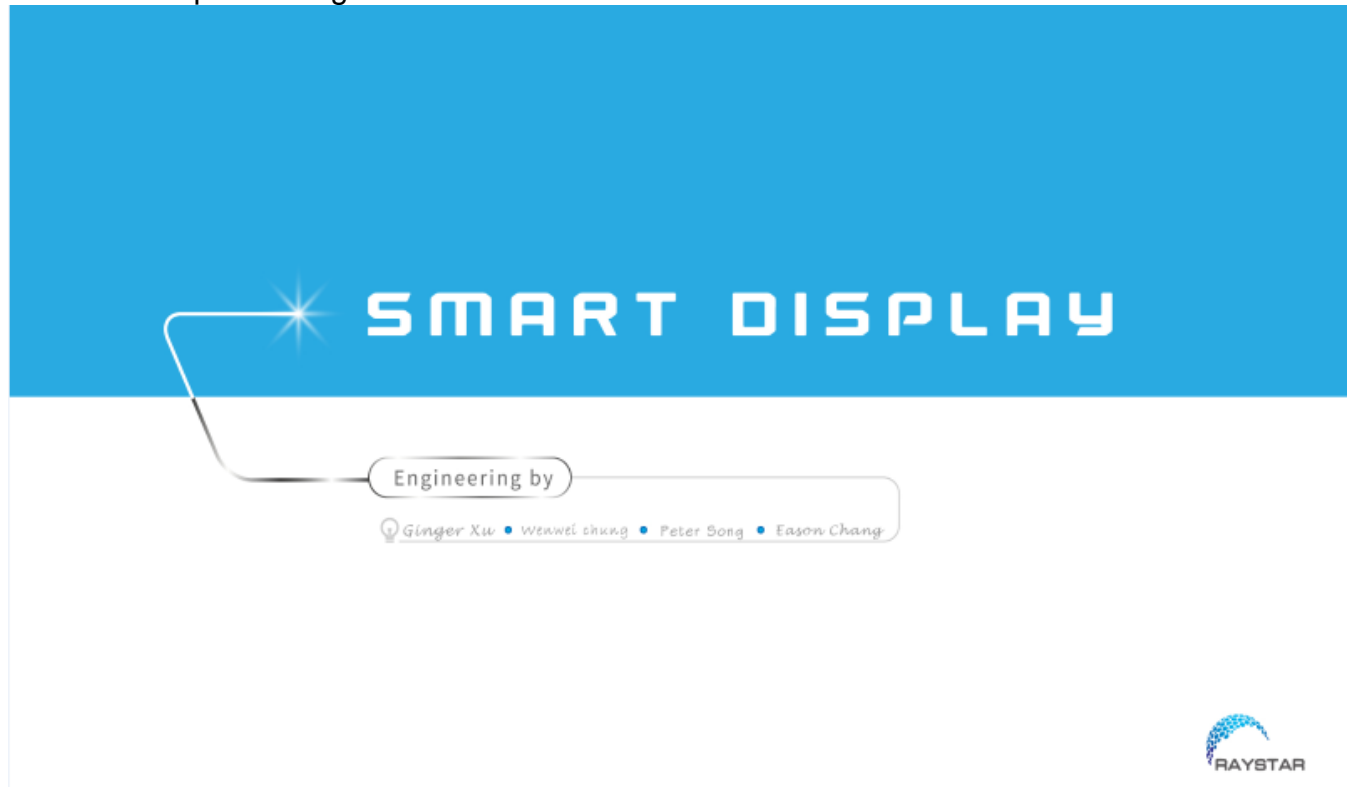 SMART DISPLAY
Engineering by
Ginger Xu • Wenwei chung • Peter Song • Eason Chang
RAYSTAR